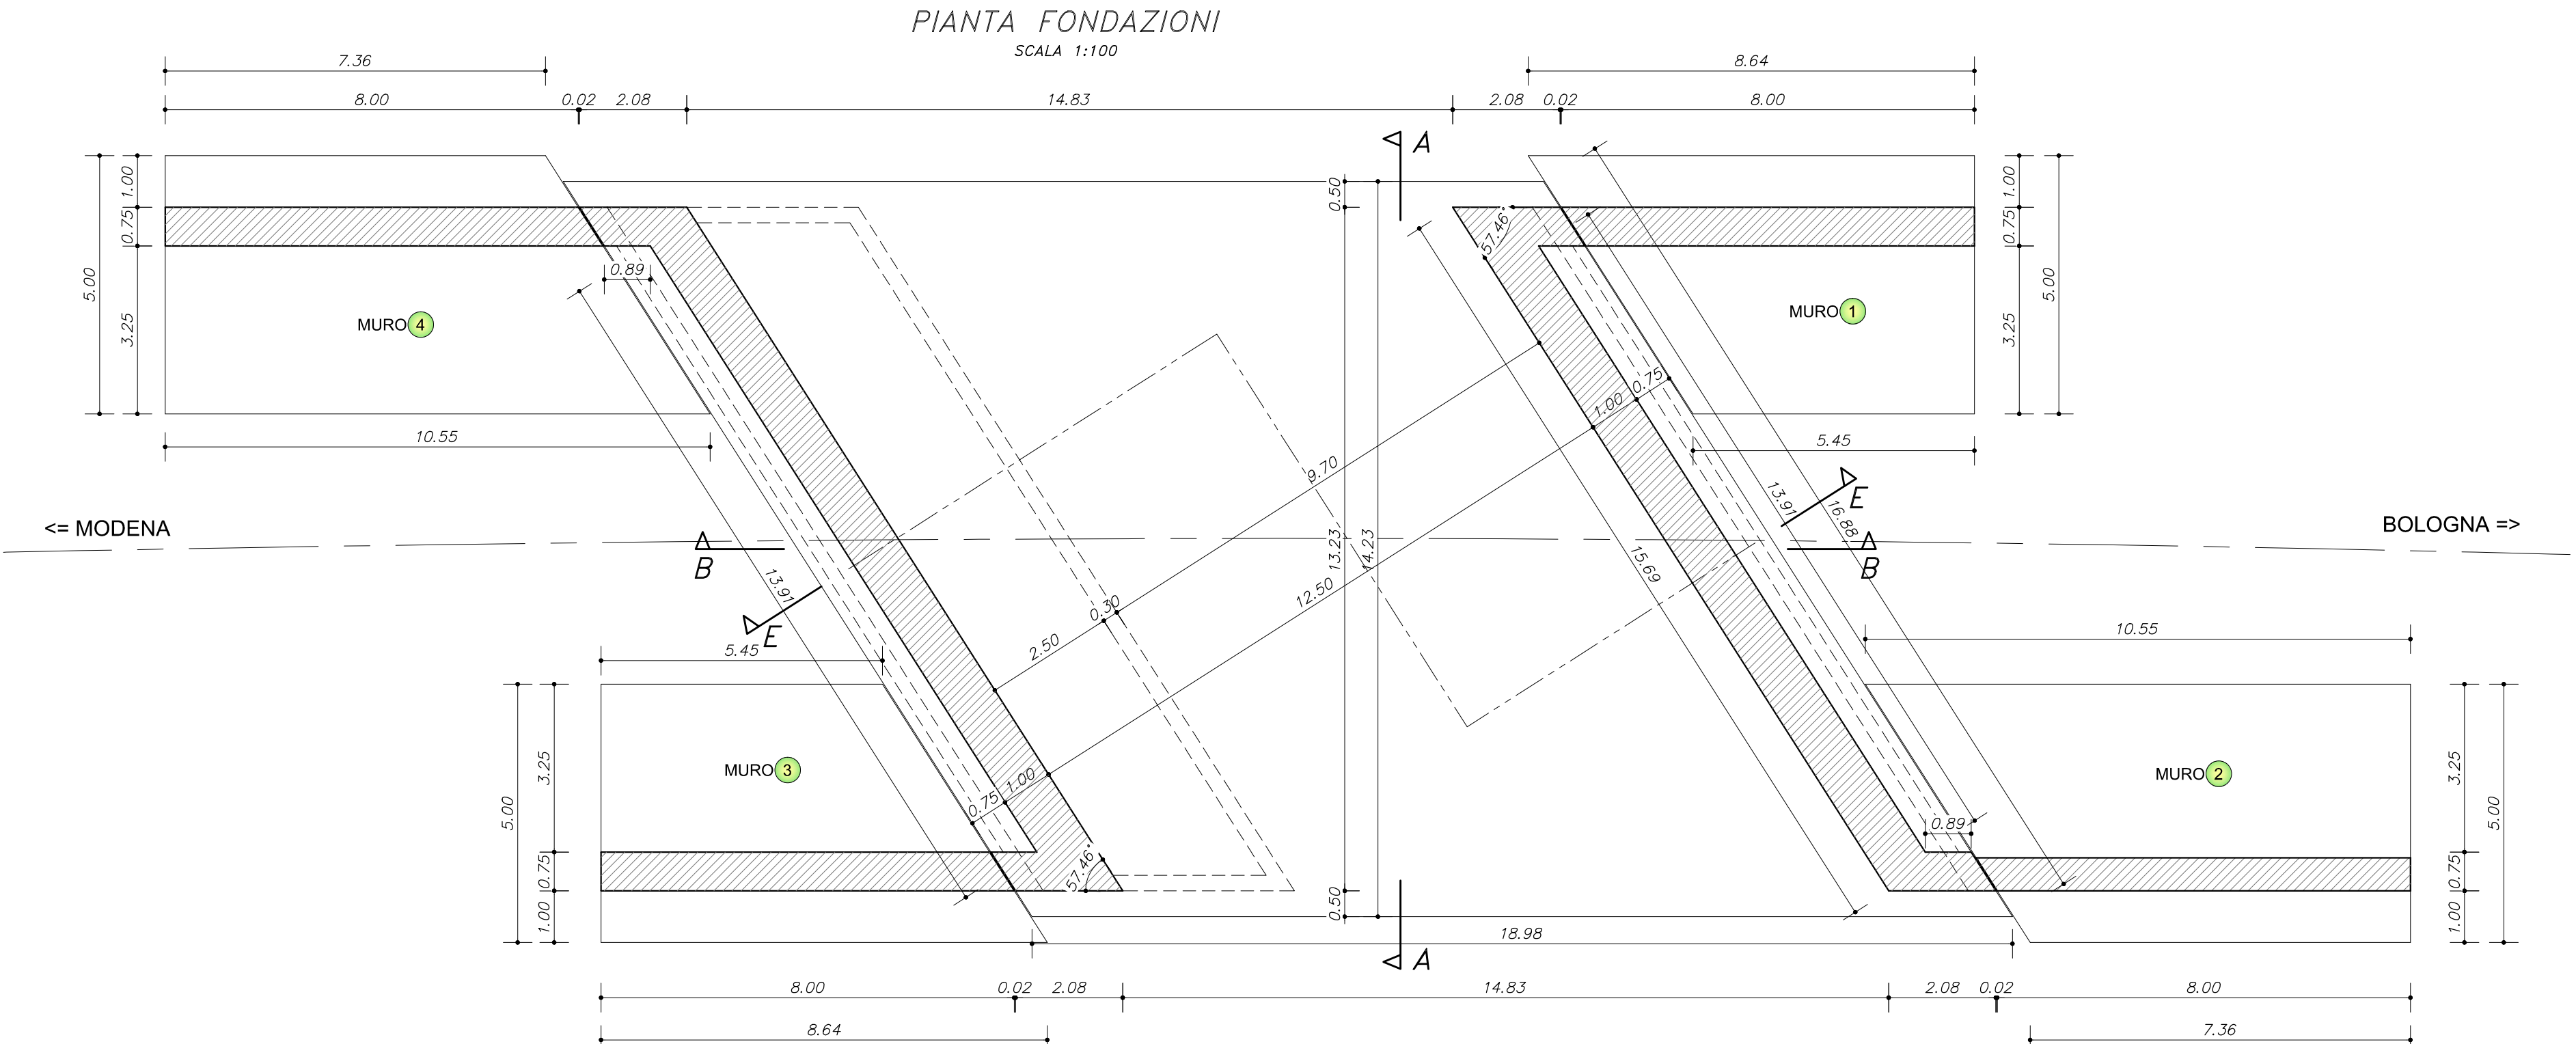 PIANTA FONDAZIONI
SCALA 1:100
7.36
8.64
8.00 0.02 2.08 14.83 2.08 0.02 8.00
A
1.00
0.75
3.25
5.00
0.50
57.46°
1.00
0.75
3.25
5.00
0.89
MURO 4
MURO 1
10.55
5.45
0.75
1.00
9.70
13.91
16.88
E
<= MODENA
BOLOGNA =>
B
B
13.91
13.23
14.23
15.69
12.50
E
0.30
2.50
5.45
10.55
3.25
0.75
1.00
5.00
MURO 3
MURO 2
0.75
1.00
0.89
57.46°
0.50
3.25
0.75
1.00
5.00
18.98
A
8.00 0.02 2.08 14.83 2.08 0.02 8.00
8.64
7.36